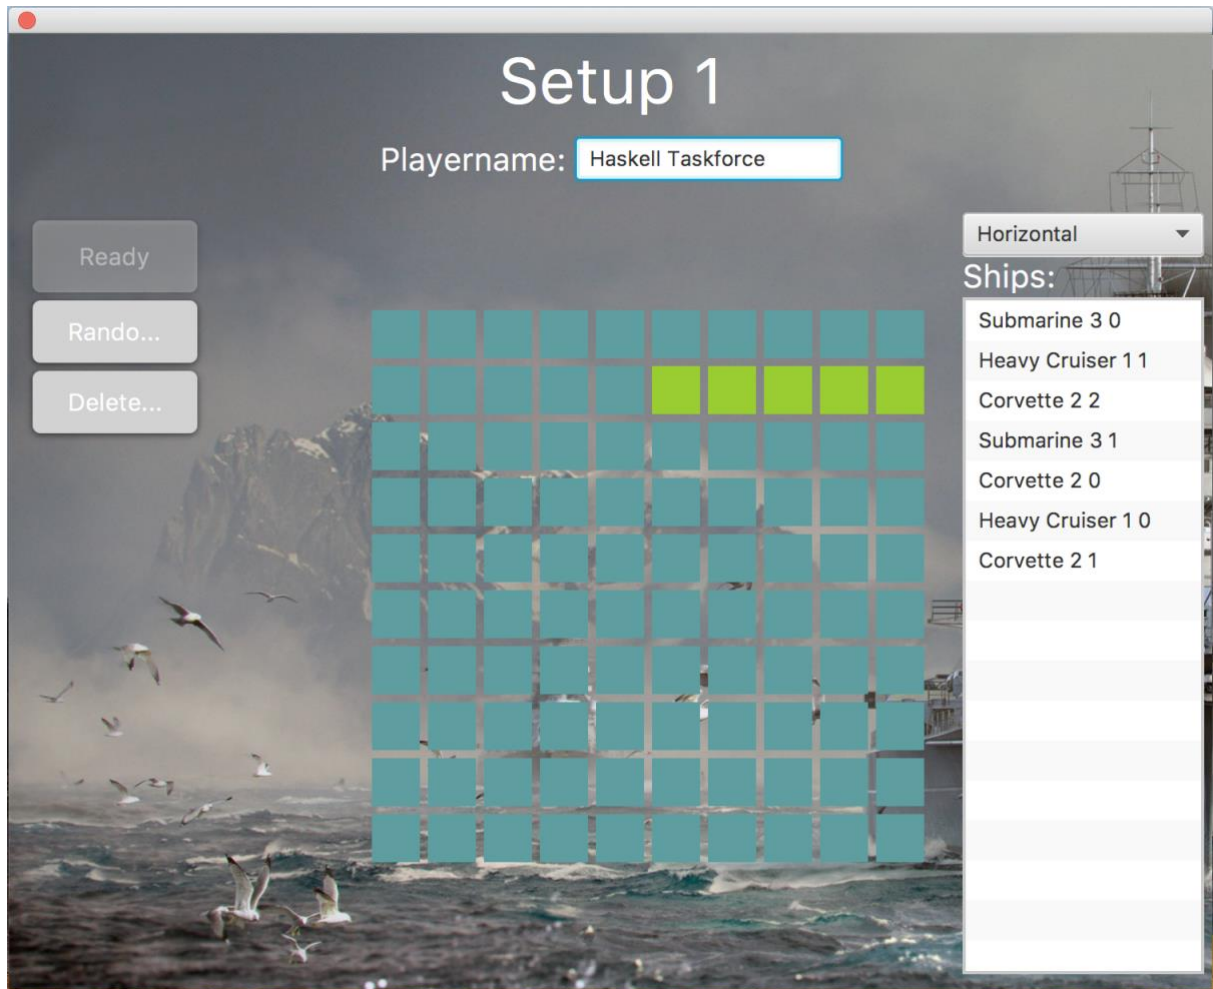 Setup 1
Playername: Haskell Taskforce
Ready
Rando...
Delete...
Horizontal
Ships:
Submarine 3 0
Heavy Cruiser 1 1
Corvette 2 2
Submarine 3 1
Corvette 2 0
Heavy Cruiser 1 0
Corvette 2 1